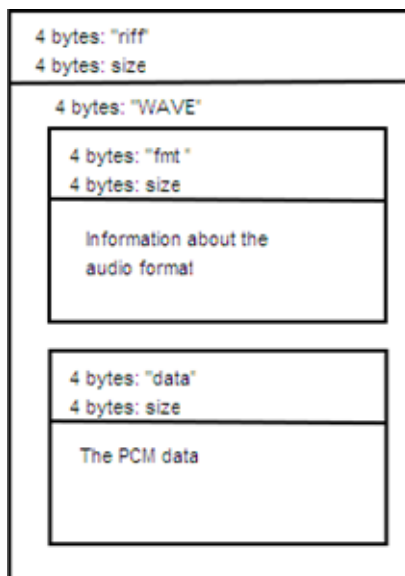 4 bytes: "riff"
4 bytes: size
4 bytes: "WAVE"
4 bytes: "fmt "
4 bytes: size
Information about the
audio format
4 bytes: "data"
4 bytes: size
The PCM data